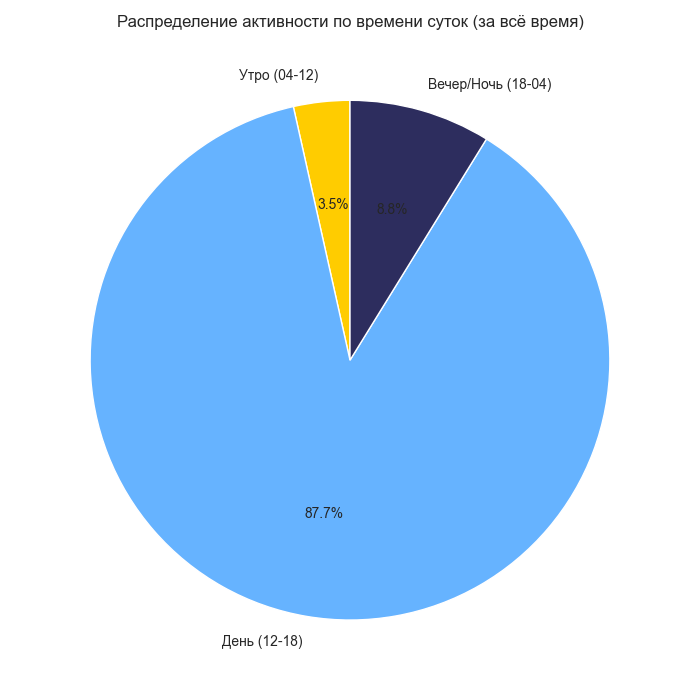 Распределение активности по времени суток (за всё время)
Утро (04-12)
Вечер/Ночь (18-04)
3.5%
8.8%
87.7%
День (12-18)